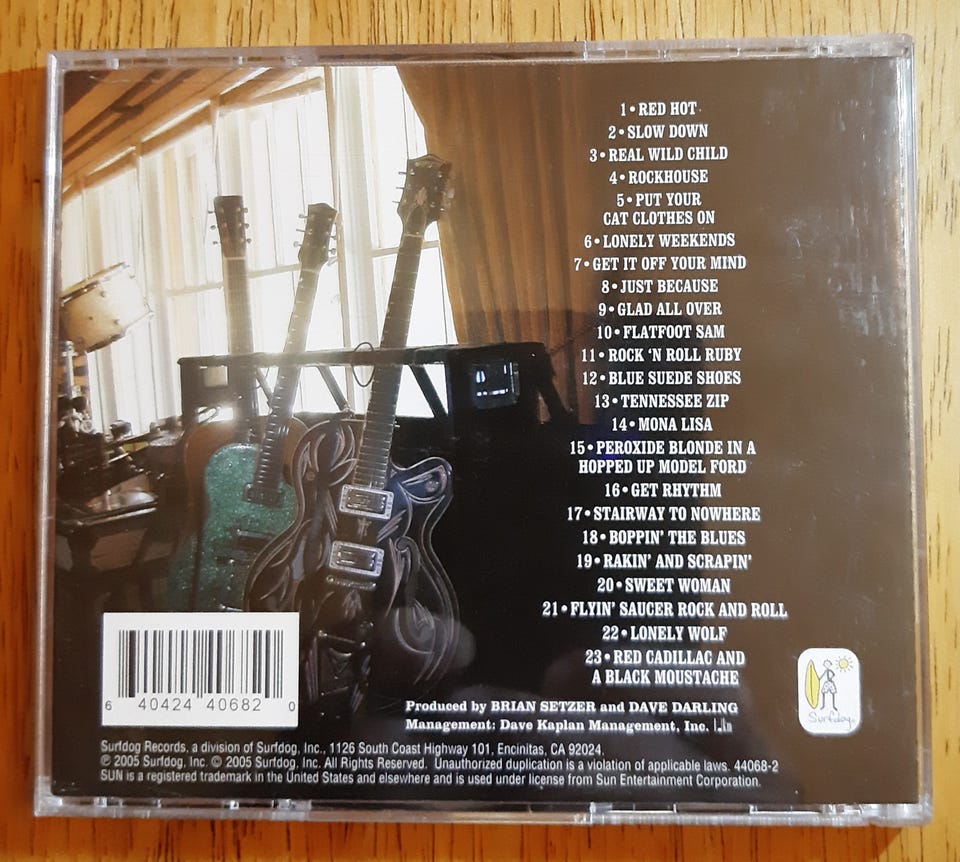 1 • RED HOT
2 • SLOW DOWN
3 • REAL WILD CHILD
4 • ROCKHOUSE
5 • PUT YOUR
CAT CLOTHES ON
6 • LONELY WEEKENDS
7 • GET IT OFF YOUR MIND
8 • JUST BECAUSE
9 • GLAD ALL OVER
10 • FLATFOOT SAM
11 • ROCK ‘N ROLL RUBY
12 • BLUE SUEDE SHOES
13 • TENNESSEE ZIP
14 • MONA LISA
15 • PEROXIDE BLONDE IN A
HOPPED UP MODEL FORD
16 • GET RHYTHM
17 • STAIRWAY TO NOWHERE
18 • BOPPIN’ THE BLUES
19 • RAKIN’ AND SCRAPIN’
20 • SWEET WOMAN
21 • FLYIN’ SAUCER ROCK AND ROLL
22 • LONELY WOLF
23 • RED CADILLAC AND
A BLACK MOUSTACHE
6 40424 40682 0
Surfdog
Produced by BRIAN SETZER and DAVE DARLING
Management: Dave Kaplan Management, Inc.
Surfdog Records, a division of Surfdog, Inc., 1126 South Coast Highway 101, Encinitas, CA 92024.
℗ 2005 Surfdog, Inc. © 2005 Surfdog, Inc. All Rights Reserved. Unauthorized duplication is a violation of applicable laws. 44068-2
SUN is a registered trademark in the United States and elsewhere and is used under license from Sun Entertainment Corporation.